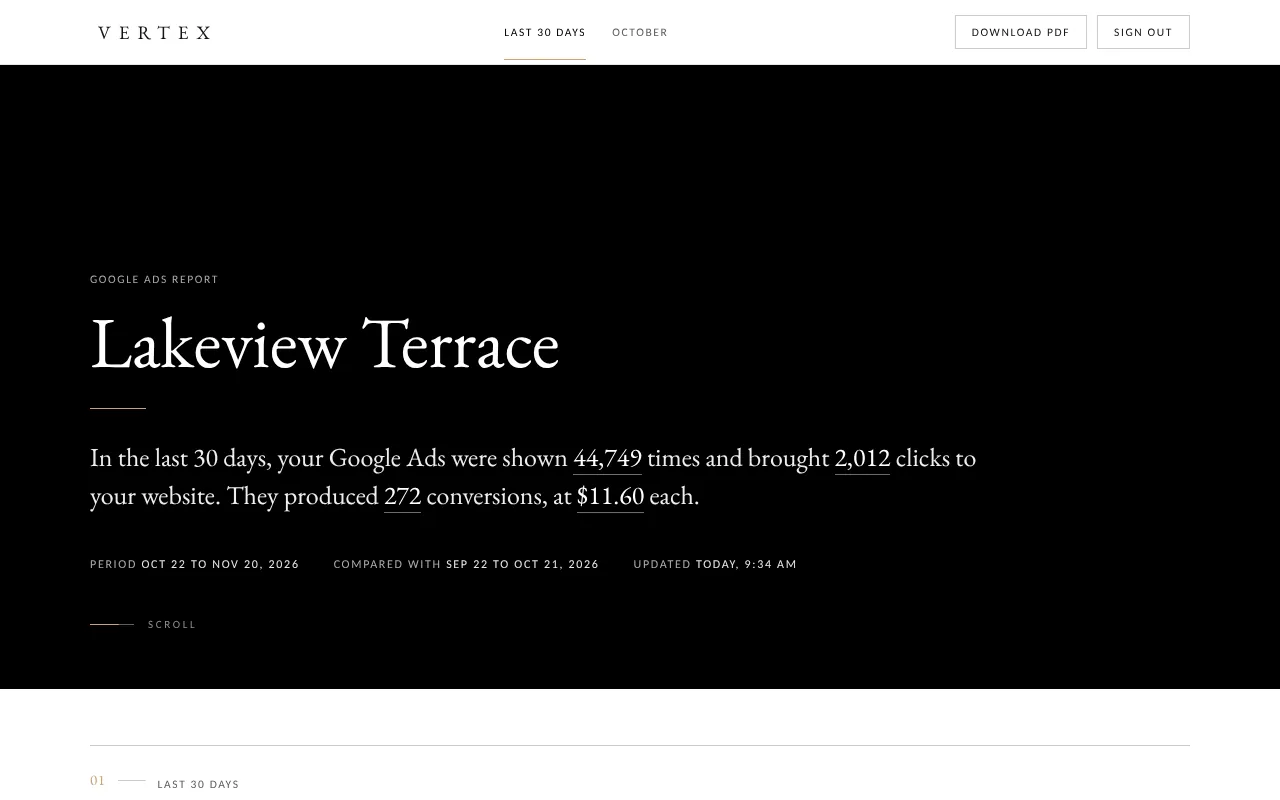 VERTEX
LAST 30 DAYS
OCTOBER
DOWNLOAD PDF
SIGN OUT
GOOGLE ADS REPORT
Lakeview Terrace
In the last 30 days, your Google Ads were shown 44,749 times and brought 2,012 clicks to
your website. They produced 272 conversions, at $11.60 each.
PERIOD OCT 22 TO NOV 20, 2026
COMPARED WITH SEP 22 TO OCT 21, 2026
UPDATED TODAY, 9:34 AM
SCROLL
01
LAST 30 DAYS